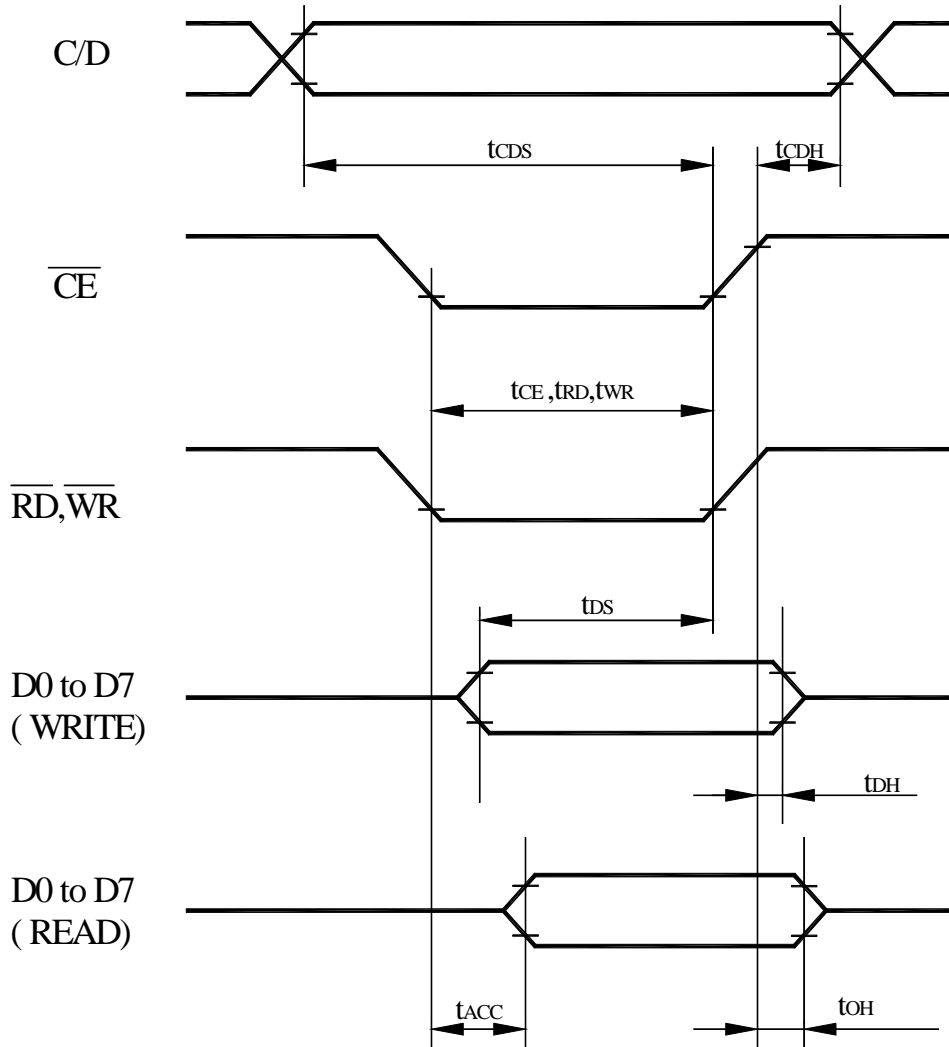 C/D
tCDS
tCDH
CE
tCE ,tRD,tWR
RD,WR
tDS
D0 to D7
( WRITE)
tDH
D0 to D7
( READ)
tACC
tOH